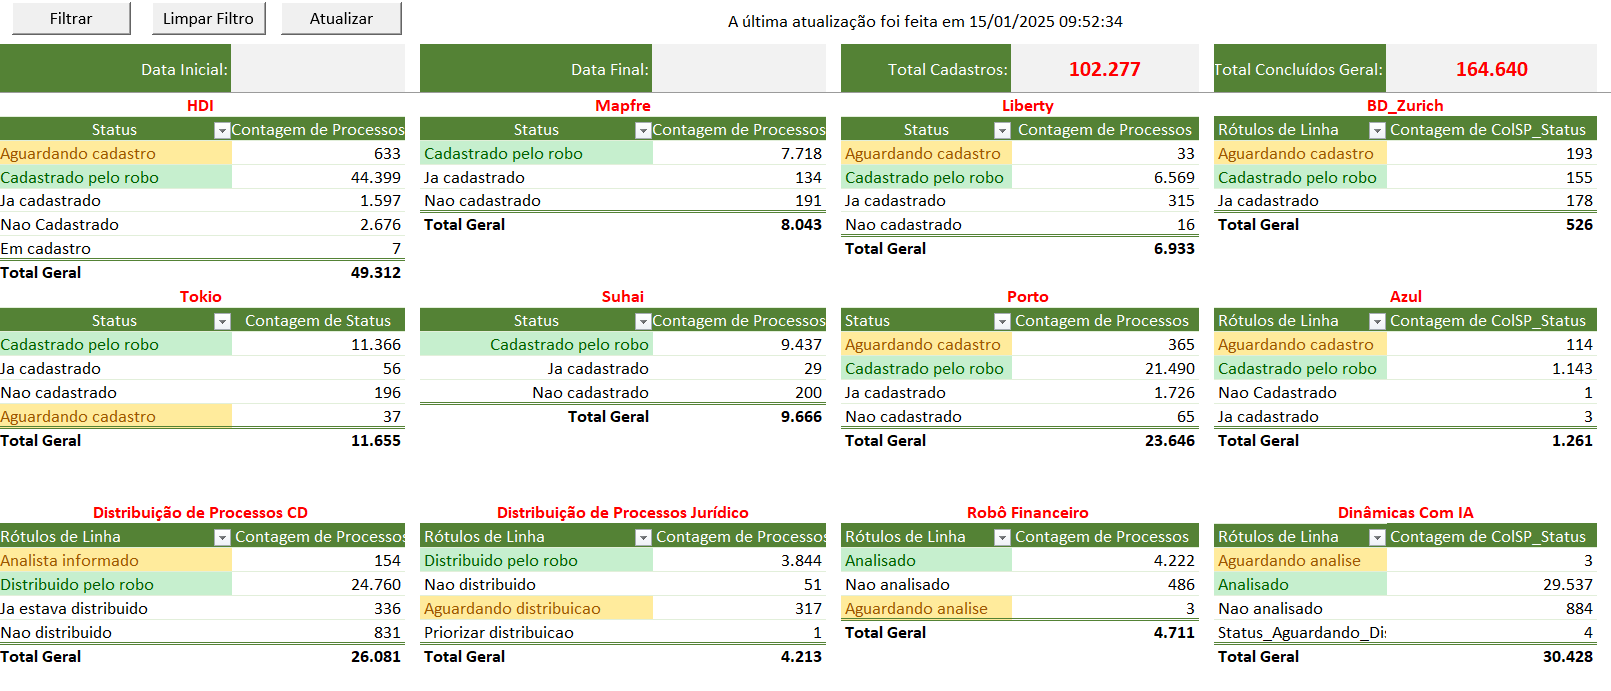 Filtrar Limpar Filtro Atualizar A última atualização foi feita em 15/01/2025 09:52:34
Data Inicial: Data Final: Total Cadastros: 102.277 Total Concluídos Geral: 164.640
HDI
Status Contagem de Processos
Aguardando cadastro 633
Cadastrado pelo robo 44.399
Ja cadastrado 1.597
Nao Cadastrado 2.676
Em cadastro 7
Total Geral 49.312
Mapfre
Status Contagem de Processos
Cadastrado pelo robo 7.718
Ja cadastrado 134
Nao cadastrado 191
Total Geral 8.043
Liberty
Status Contagem de Processos
Aguardando cadastro 33
Cadastrado pelo robo 6.569
Ja cadastrado 315
Nao cadastrado 16
Total Geral 6.933
BD_Zurich
Rótulos de Linha Contagem de ColSP_Status
Aguardando cadastro 193
Cadastrado pelo robo 155
Ja cadastrado 178
Total Geral 526
Tokio
Status Contagem de Status
Cadastrado pelo robo 11.366
Ja cadastrado 56
Nao cadastrado 196
Aguardando cadastro 37
Total Geral 11.655
Suhai
Status Contagem de Processos
Cadastrado pelo robo 9.437
Ja cadastrado 29
Nao cadastrado 200
Total Geral 9.666
Porto
Status Contagem de Processos
Aguardando cadastro 365
Cadastrado pelo robo 21.490
Ja cadastrado 1.726
Nao cadastrado 65
Total Geral 23.646
Azul
Rótulos de Linha Contagem de ColSP_Status
Aguardando cadastro 114
Cadastrado pelo robo 1.143
Nao Cadastrado 1
Ja cadastrado 3
Total Geral 1.261
Distribuição de Processos CD
Rótulos de Linha Contagem de Processos
Analista informado 154
Distribuido pelo robo 24.760
Ja estava distribuido 336
Nao distribuido 831
Total Geral 26.081
Distribuição de Processos Jurídico
Rótulos de Linha Contagem de Processos
Distribuido pelo robo 3.844
Nao distribuido 51
Aguardando distribuicao 317
Priorizar distribuicao 1
Total Geral 4.213
Robô Financeiro
Rótulos de Linha Contagem de Processos
Analisado 4.222
Nao analisado 486
Aguardando analise 3
Total Geral 4.711
Dinâmicas Com IA
Rótulos de Linha Contagem de ColSP_Status
Aguardando analise 3
Analisado 29.537
Nao analisado 884
Status_Aguardando_Di 4
Total Geral 30.428